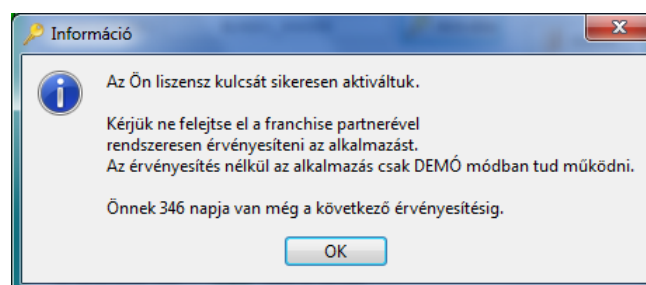 Információ
Az Ön liszensz kulcsát sikeresen aktiváltuk.
Kérjük ne felejtse el a franchise partnerével
rendszeresen érvényesíteni az alkalmazást.
Az érvényesítés nélkül az alkalmazás csak DEMÓ módban tud működni.
Önnek 346 napja van még a következő érvényesítésig.
OK